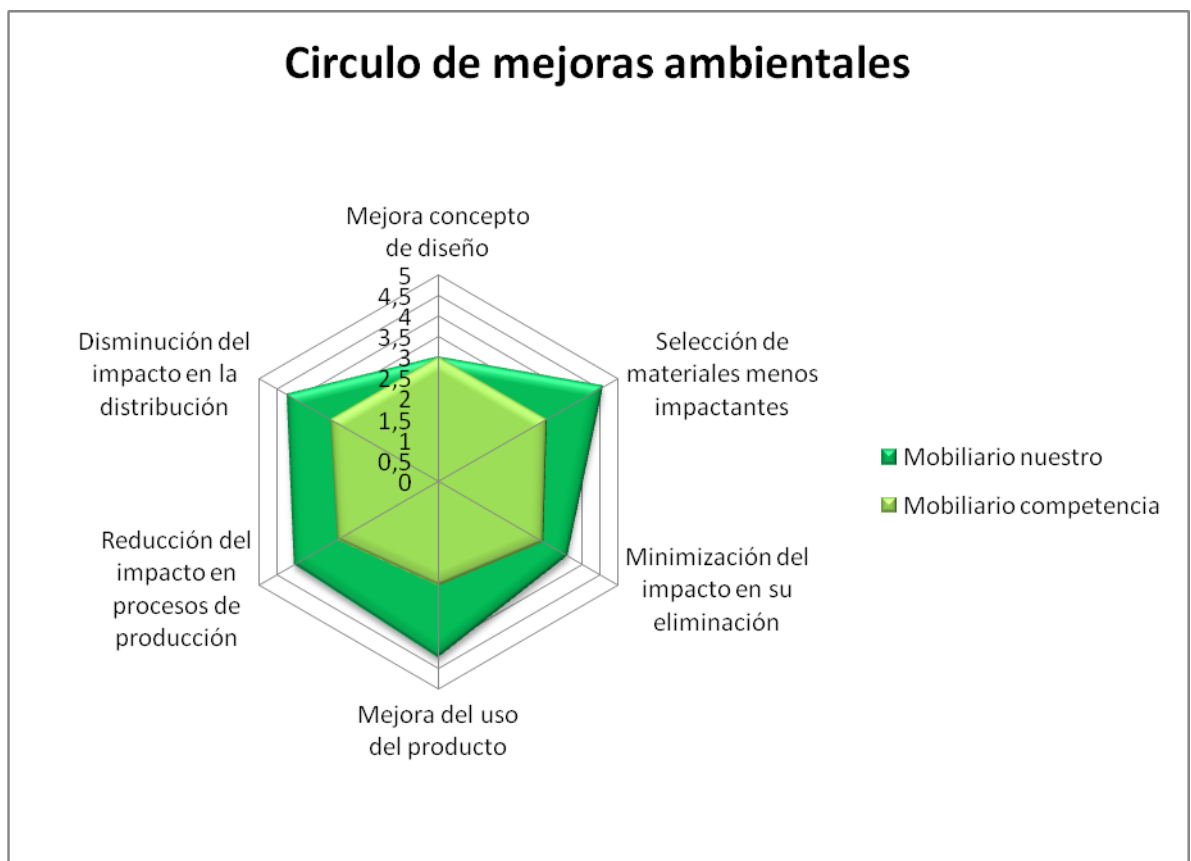 Circulo de mejoras ambientales
Mejora concepto
de diseño
5
4,5
4
3,5
3
2,5
2
1,5
1
0,5
0
Selección de
materiales menos
impactantes
Minimización del
impacto en su
eliminación
Mejora del uso
del producto
Reducción del
impacto en
procesos de
producción
Disminución del
impacto en la
distribución
Mobiliario nuestro
Mobiliario competencia